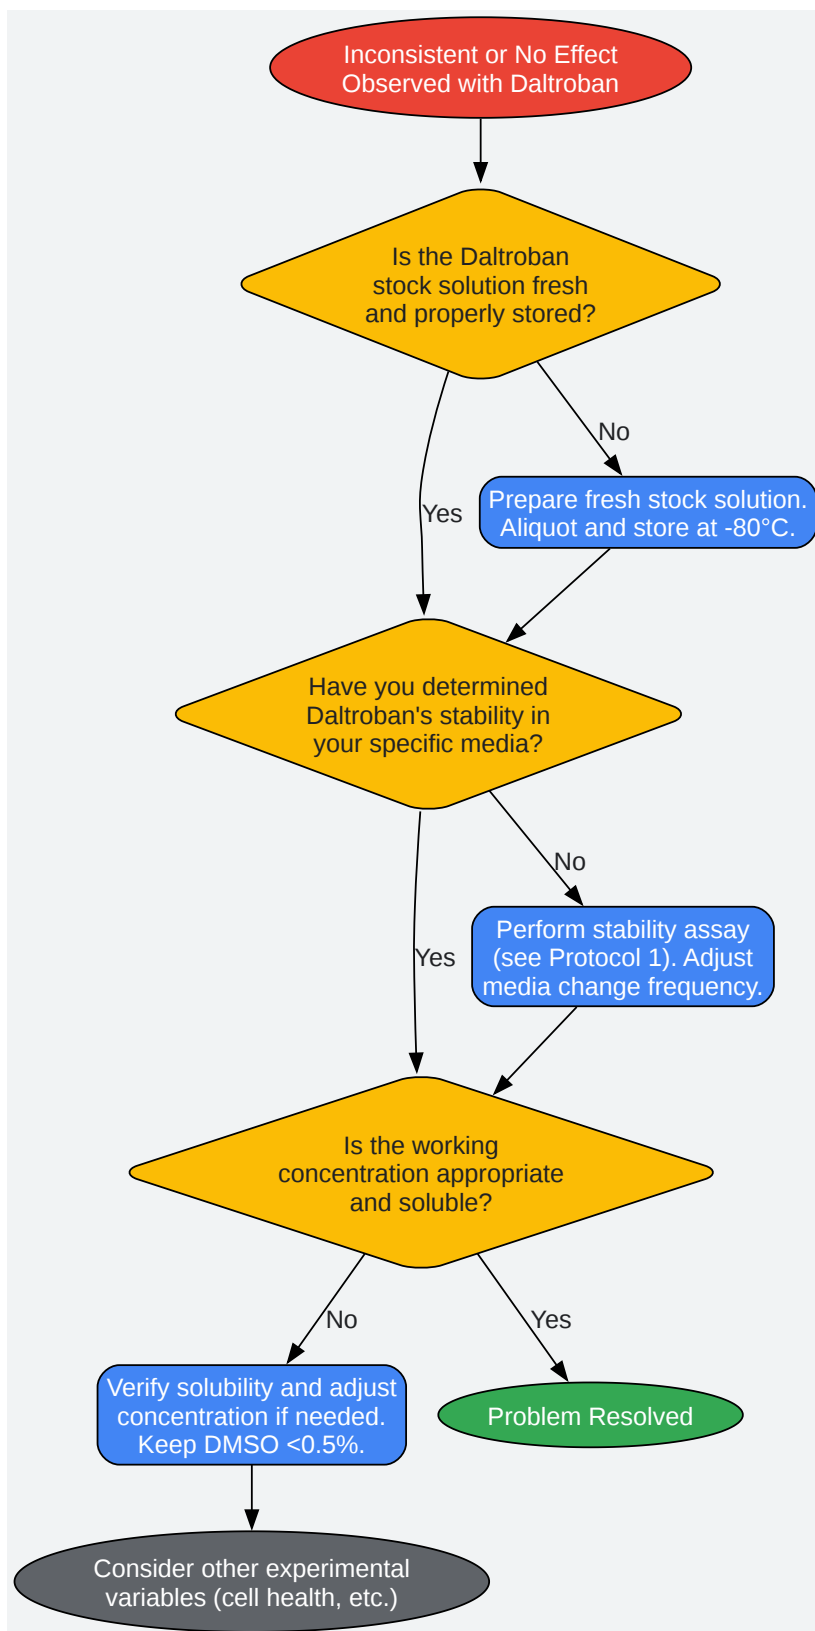 Inconsistent or No Effect
Observed with Daltroban
Is the Daltroban
stock solution fresh
and properly stored?
No
Prepare fresh stock solution.
Aliquot and store at -80°C.
Yes
Have you determined
Daltroban's stability in
your specific media?
No
Perform stability assay
(see Protocol 1). Adjust
media change frequency.
Yes
Is the working
concentration appropriate
and soluble?
No
Yes
Verify solubility and adjust
concentration if needed.
Keep DMSO <0.5%.
Problem Resolved
Consider other experimental
variables (cell health, etc.)